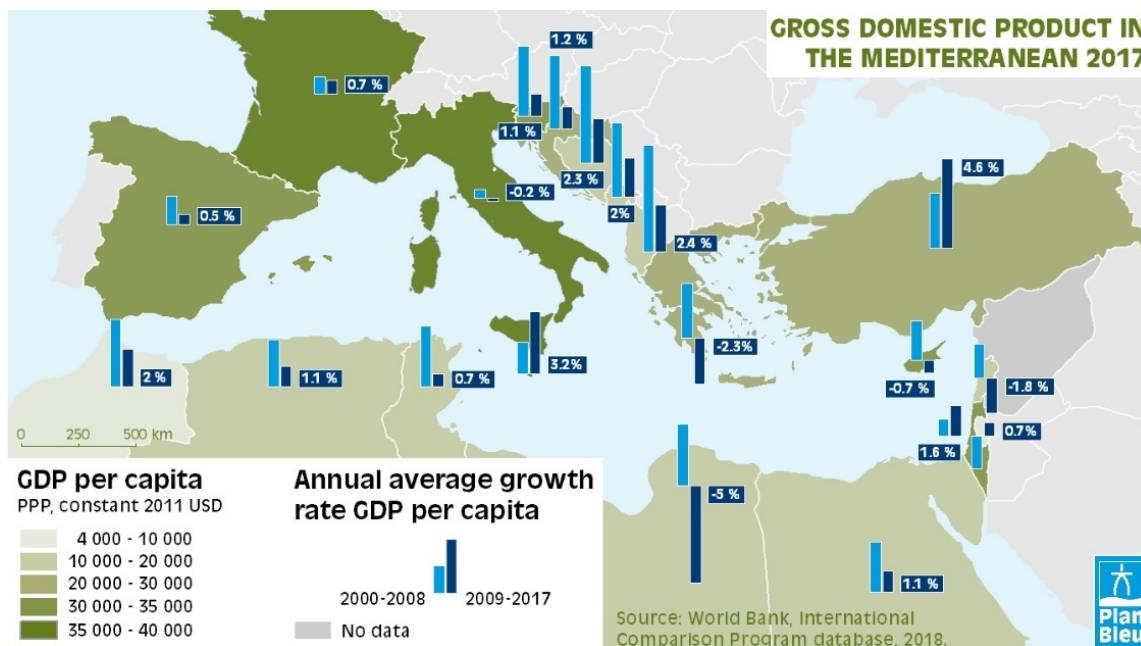 GROSS DOMESTIC PRODUCT IN
THE MEDITERRANEAN 2017
1.2 %
0.7 %
1.1 %
2.3 %
-0.2 %
4.6 %
0.5 %
2%
2.4 %
-2.3%
2 %
1.1 %
0.7 %
3.2%
-0.7 %
-1.8 %
0.7%
1.6 %
-5 %
1.1 %
0 250 500 km
GDP per capita
PPP, constant 2011 USD
4 000 - 10 000
10 000 - 20 000
20 000 - 30 000
30 000 - 35 000
35 000 - 40 000
Annual average growth
rate GDP per capita
2000-2008 2009-2017
No data
Source: World Bank, International
Comparison Program database, 2018.
Plan
Bleu